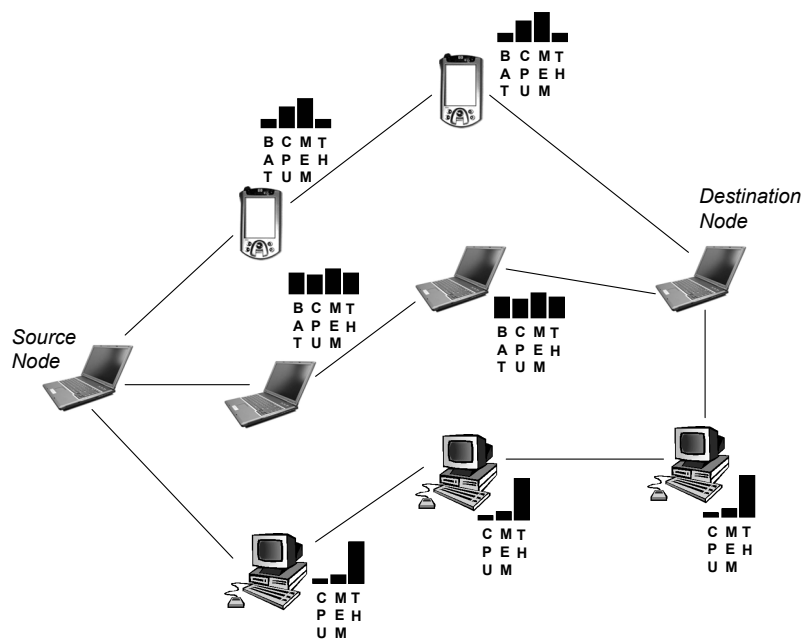 B C M T
A P E H
T U M
B C M T
A P E H
T U M
Destination
Node
B C M T
A P E H
T U M
B C M T
A P E H
T U M
Source
Node
C M T
P E H
U M
C M T
P E H
U M
C M T
P E H
U M